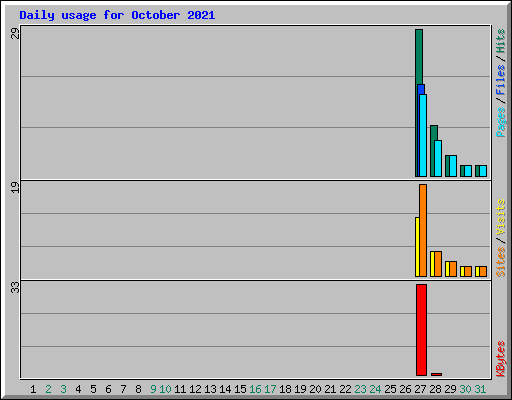 Daily usage for October 2021
29
Pages / Files / Hits
19
Sites / Visits
33
KBytes
1 2 3 4 5 6 7 8 9 10 11 12 13 14 15 16 17 18 19 20 21 22 23 24 25 26 27 28 29 30 31